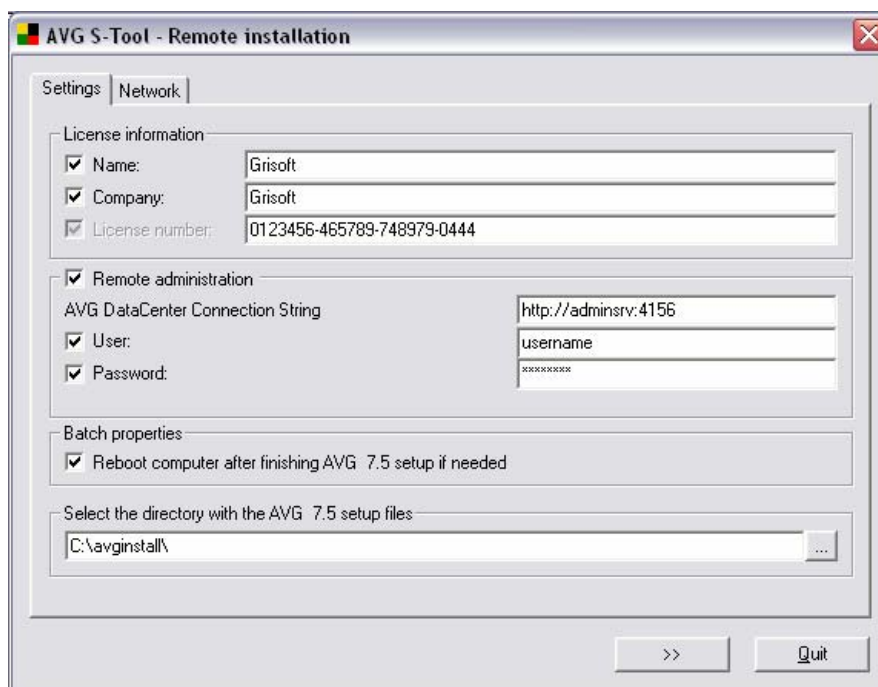 AVG S-Tool - Remote installation
Settings Network
License information
Name: Grisoft
Company: Grisoft
License number: 0123456-465789-748979-0444
Remote administration
AVG DataCenter Connection String http://adminsrv:4156
User: username
Password: ********
Batch properties
Reboot computer after finishing AVG 7.5 setup if needed
Select the directory with the AVG 7.5 setup files
C:\avginstall\ ...
>> Quit